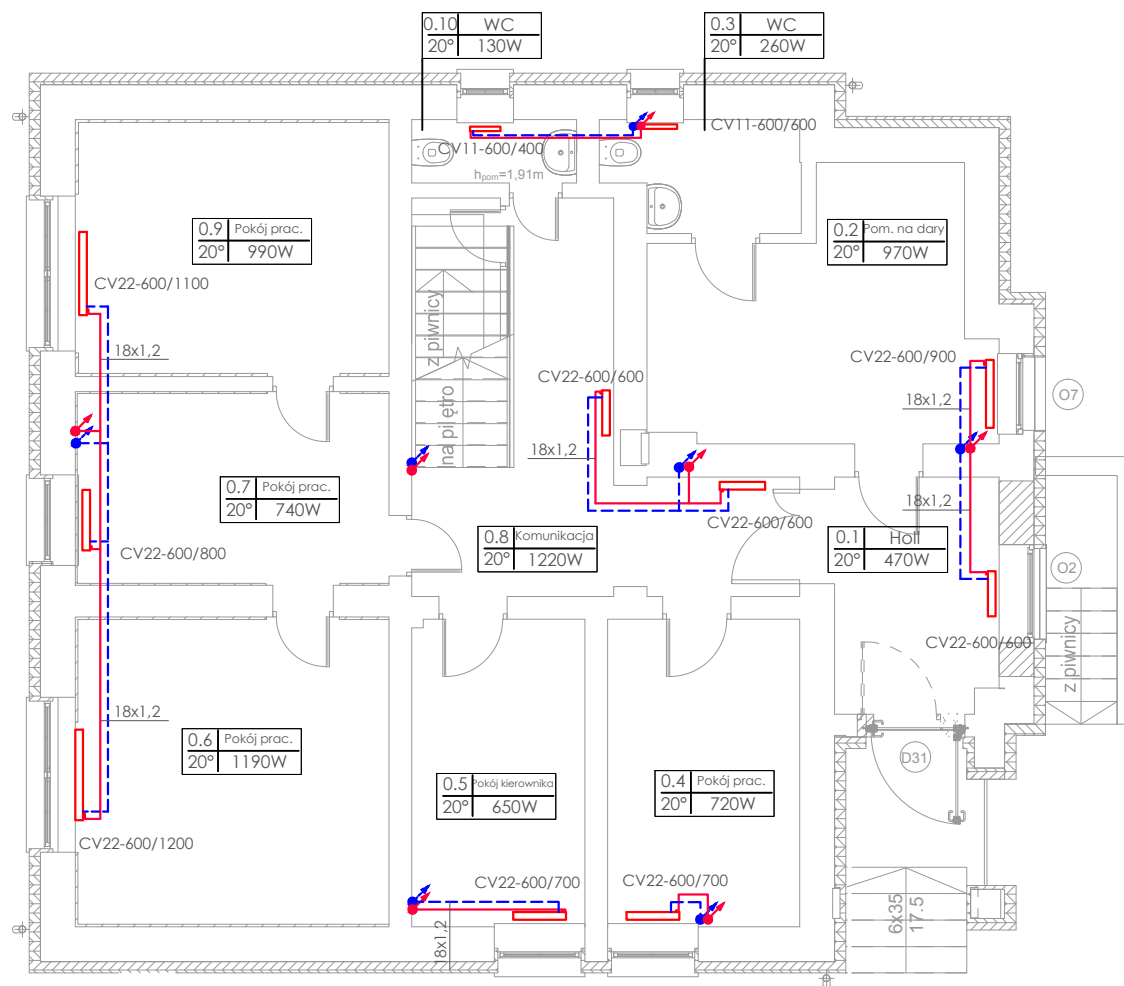 0.10 WC
20° 130W
0.3 WC
20° 260W
CV11-600/400
CV11-600/600
hpom=1,91m
0.9 Pokój prac.
20° 990W
0.2 Pom. na dary
20° 970W
CV22-600/1100
z piwnicy
na piętro
18x1,2
CV22-600/600
CV22-600/900
18x1,2
O7
18x1,2
0.7 Pokój prac.
20° 740W
CV22-600/600
18x1,2
0.8 Komunikacja
20° 1220W
0.1 Holl
20° 470W
CV22-600/800
O2
CV22-600/600
z piwnicy
18x1,2
0.6 Pokój prac.
20° 1190W
0.5 Pokój kierownika
20° 650W
0.4 Pokój prac.
20° 720W
D31
CV22-600/1200
CV22-600/700
CV22-600/700
18x1,2
6x35
17.5